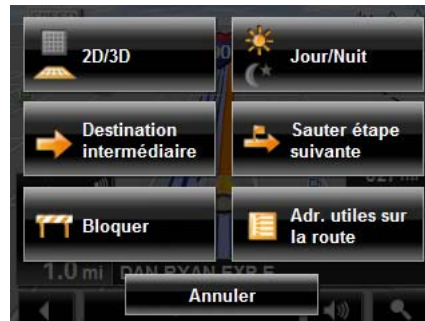 2D/3D
Jour/Nuit
Destination
intermédiaire
Sauter étape
suivante
Bloquer
Adr. utiles sur
la route
1.0 mi DAN RYAN EXP E
Annuler